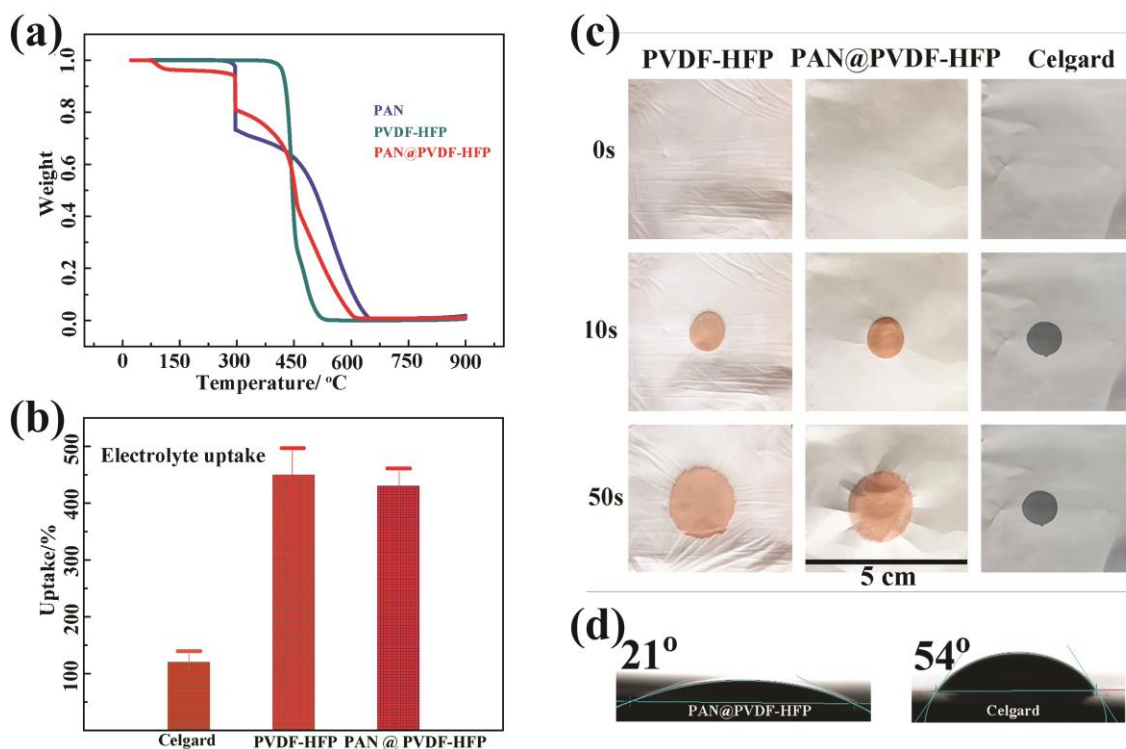 (a)
1.0
0.8
0.6
0.4
0.2
0.0
Weight
PAN
PVDF-HFP
PAN@PVDF-HFP
0 150 300 450 600 750 900
Temperature/ °C
(b)
Electrolyte uptake
500
400
300
200
100
Uptake/%
Celgard PVDF-HFP PAN @ PVDF-HFP
(c)
PVDF-HFP PAN@PVDF-HFP Celgard
0s
10s
50s
5 cm
(d)
21° 54°
PAN@PVDF-HFP Celgard